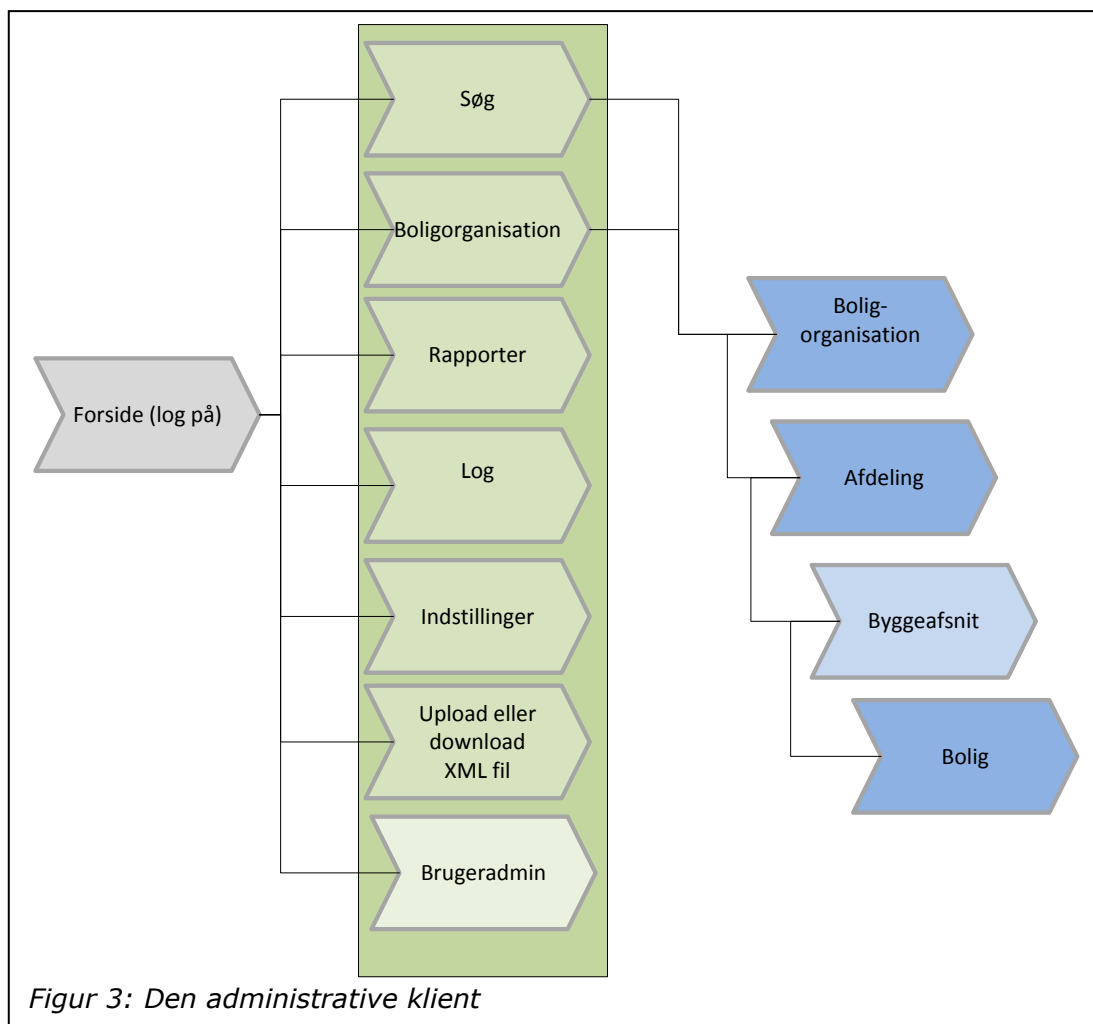 Søg
Boligorganisation
Rapporter
Forside (log på)
Log
Indstillinger
Upload eller
download
XML fil
Brugeradmin
Bolig-
organisation
Afdeling
Byggeafsnit
Bolig
Figur 3: Den administrative klient